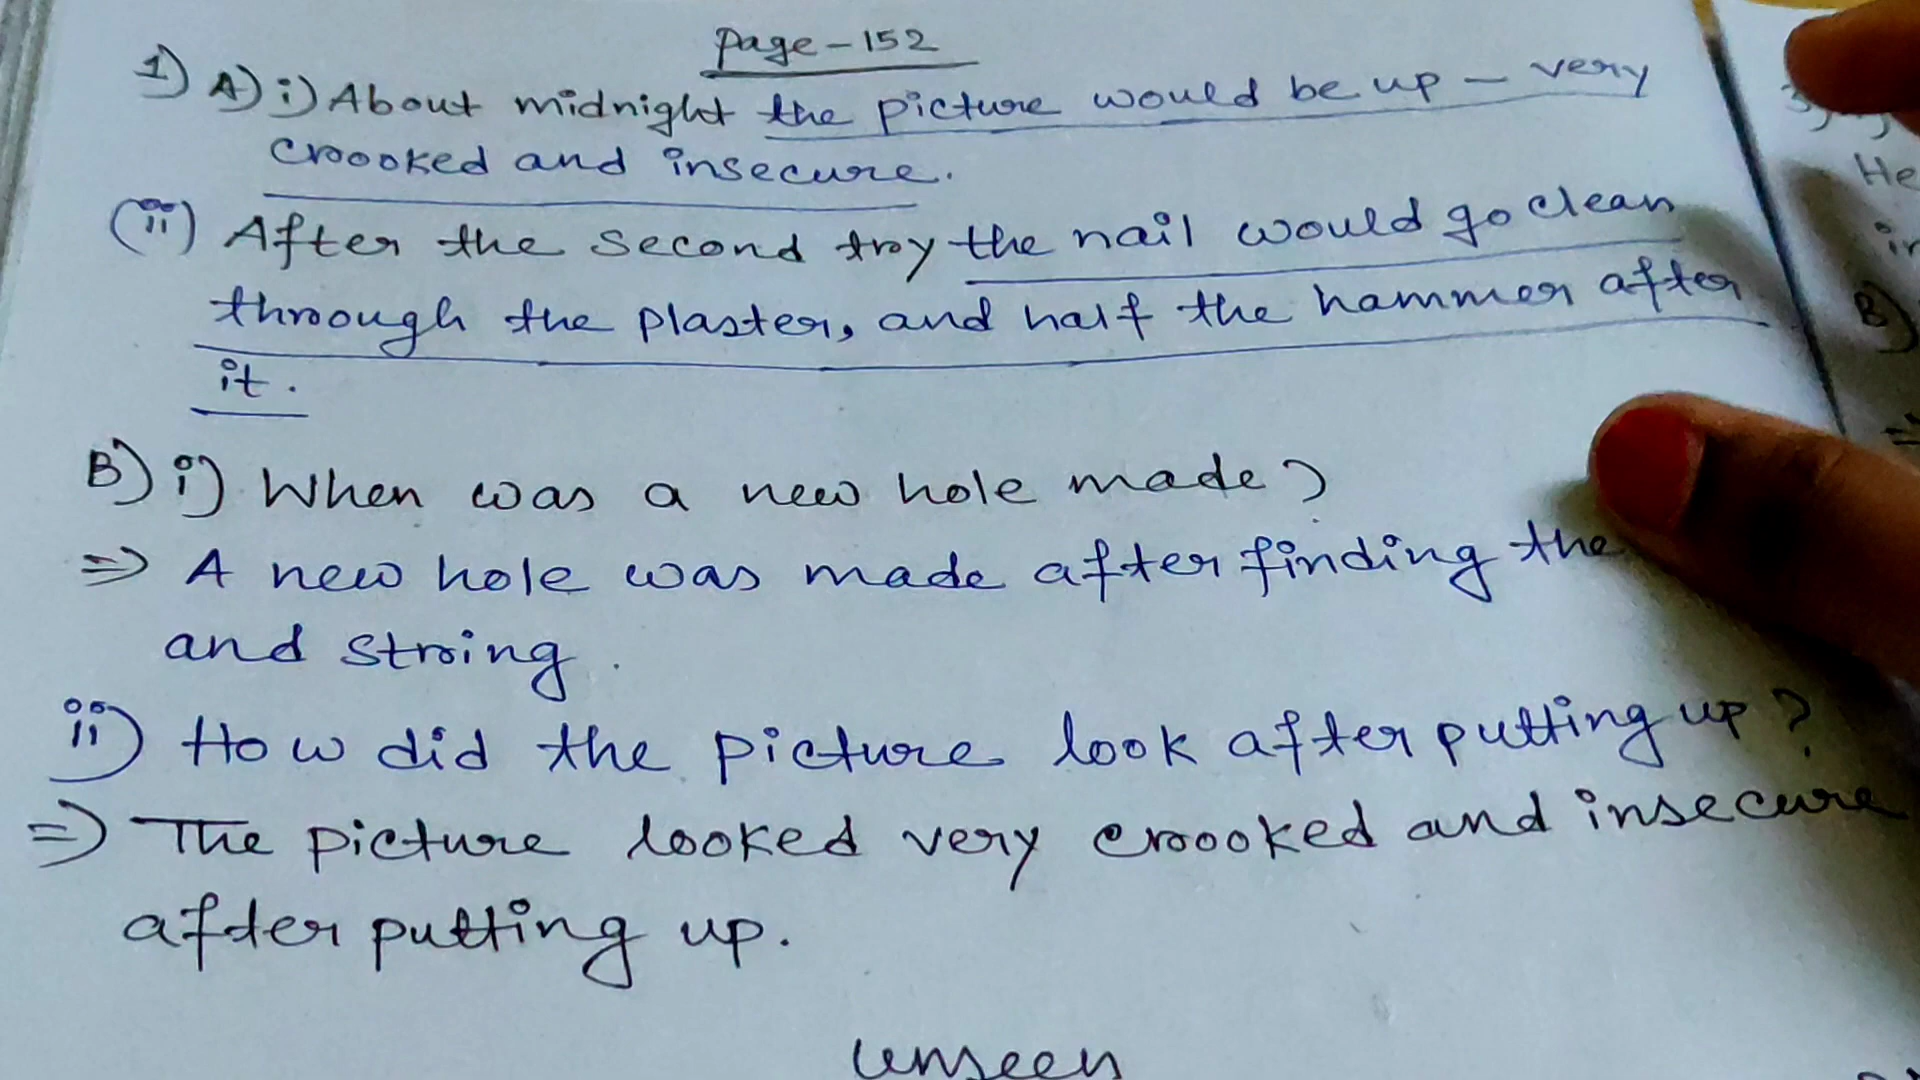 Page-152
1) A) i) About midnight the picture would be up - very
crooked and insecure.
(ii) After the second try the nail would go clean
through the plaster, and half the hammer after
it.
B) i) When was a new hole made?
=> A new hole was made after finding the
and string.
ii) How did the picture look after putting up?
=> The picture looked very crooked and insecure
after putting up.
Unseen
3)
He
in
B)